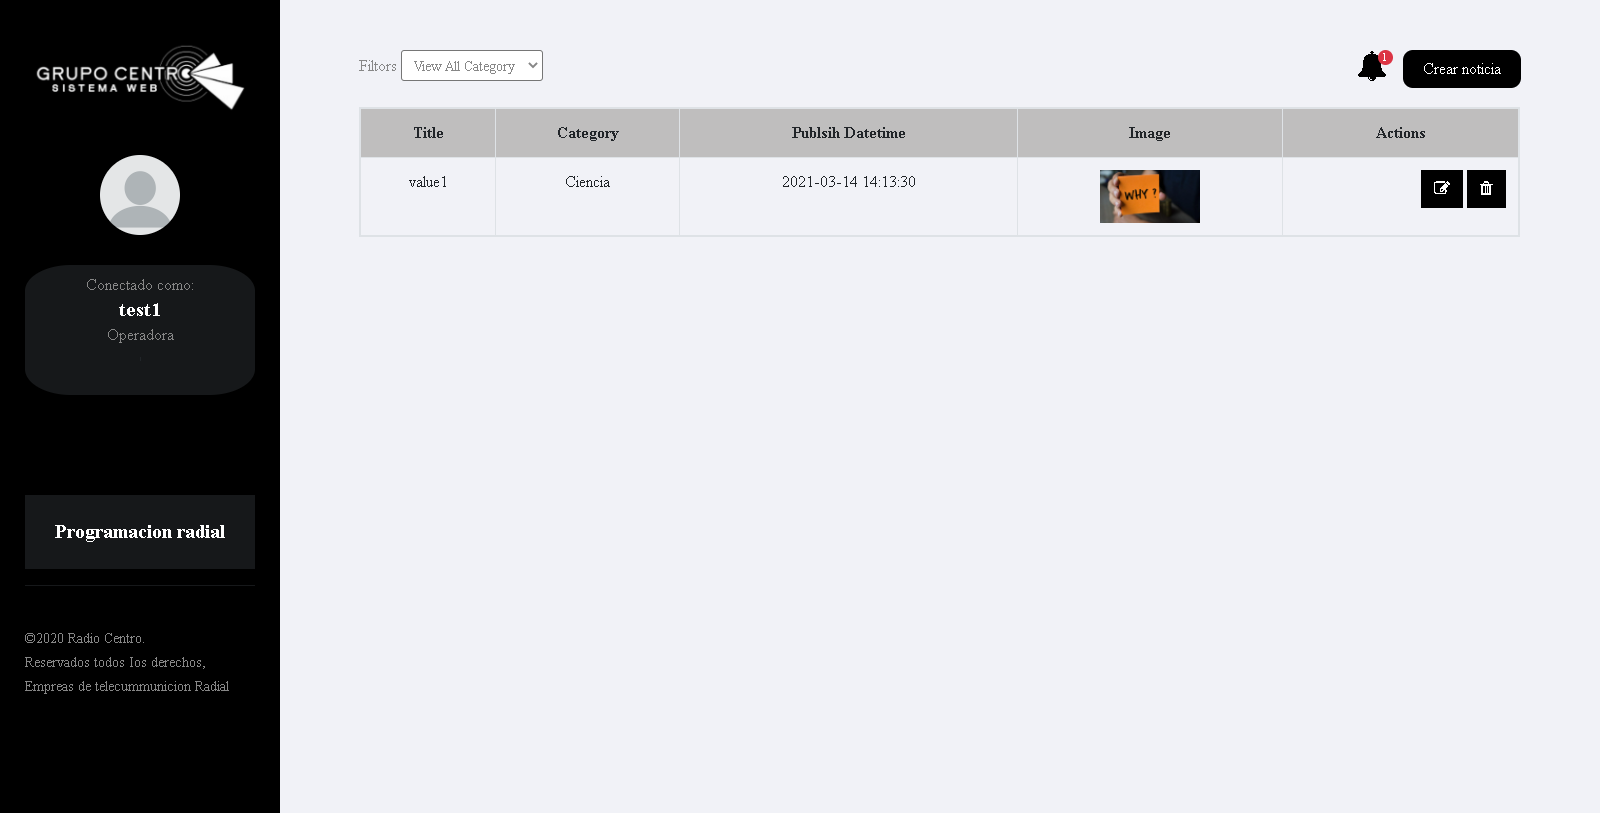 GRUPO CENTRO
SISTEMA WEB
Conectado como:
test1
Operadora
Programacion radial
©2020 Radio Centro.
Reservados todos Ios derechos,
Empreas de telecummunicion Radial
Filtors View All Category
1
Crear noticia
Title Category Publsih Datetime Image Actions
value1 Ciencia 2021-03-14 14:13:30
WHY ?